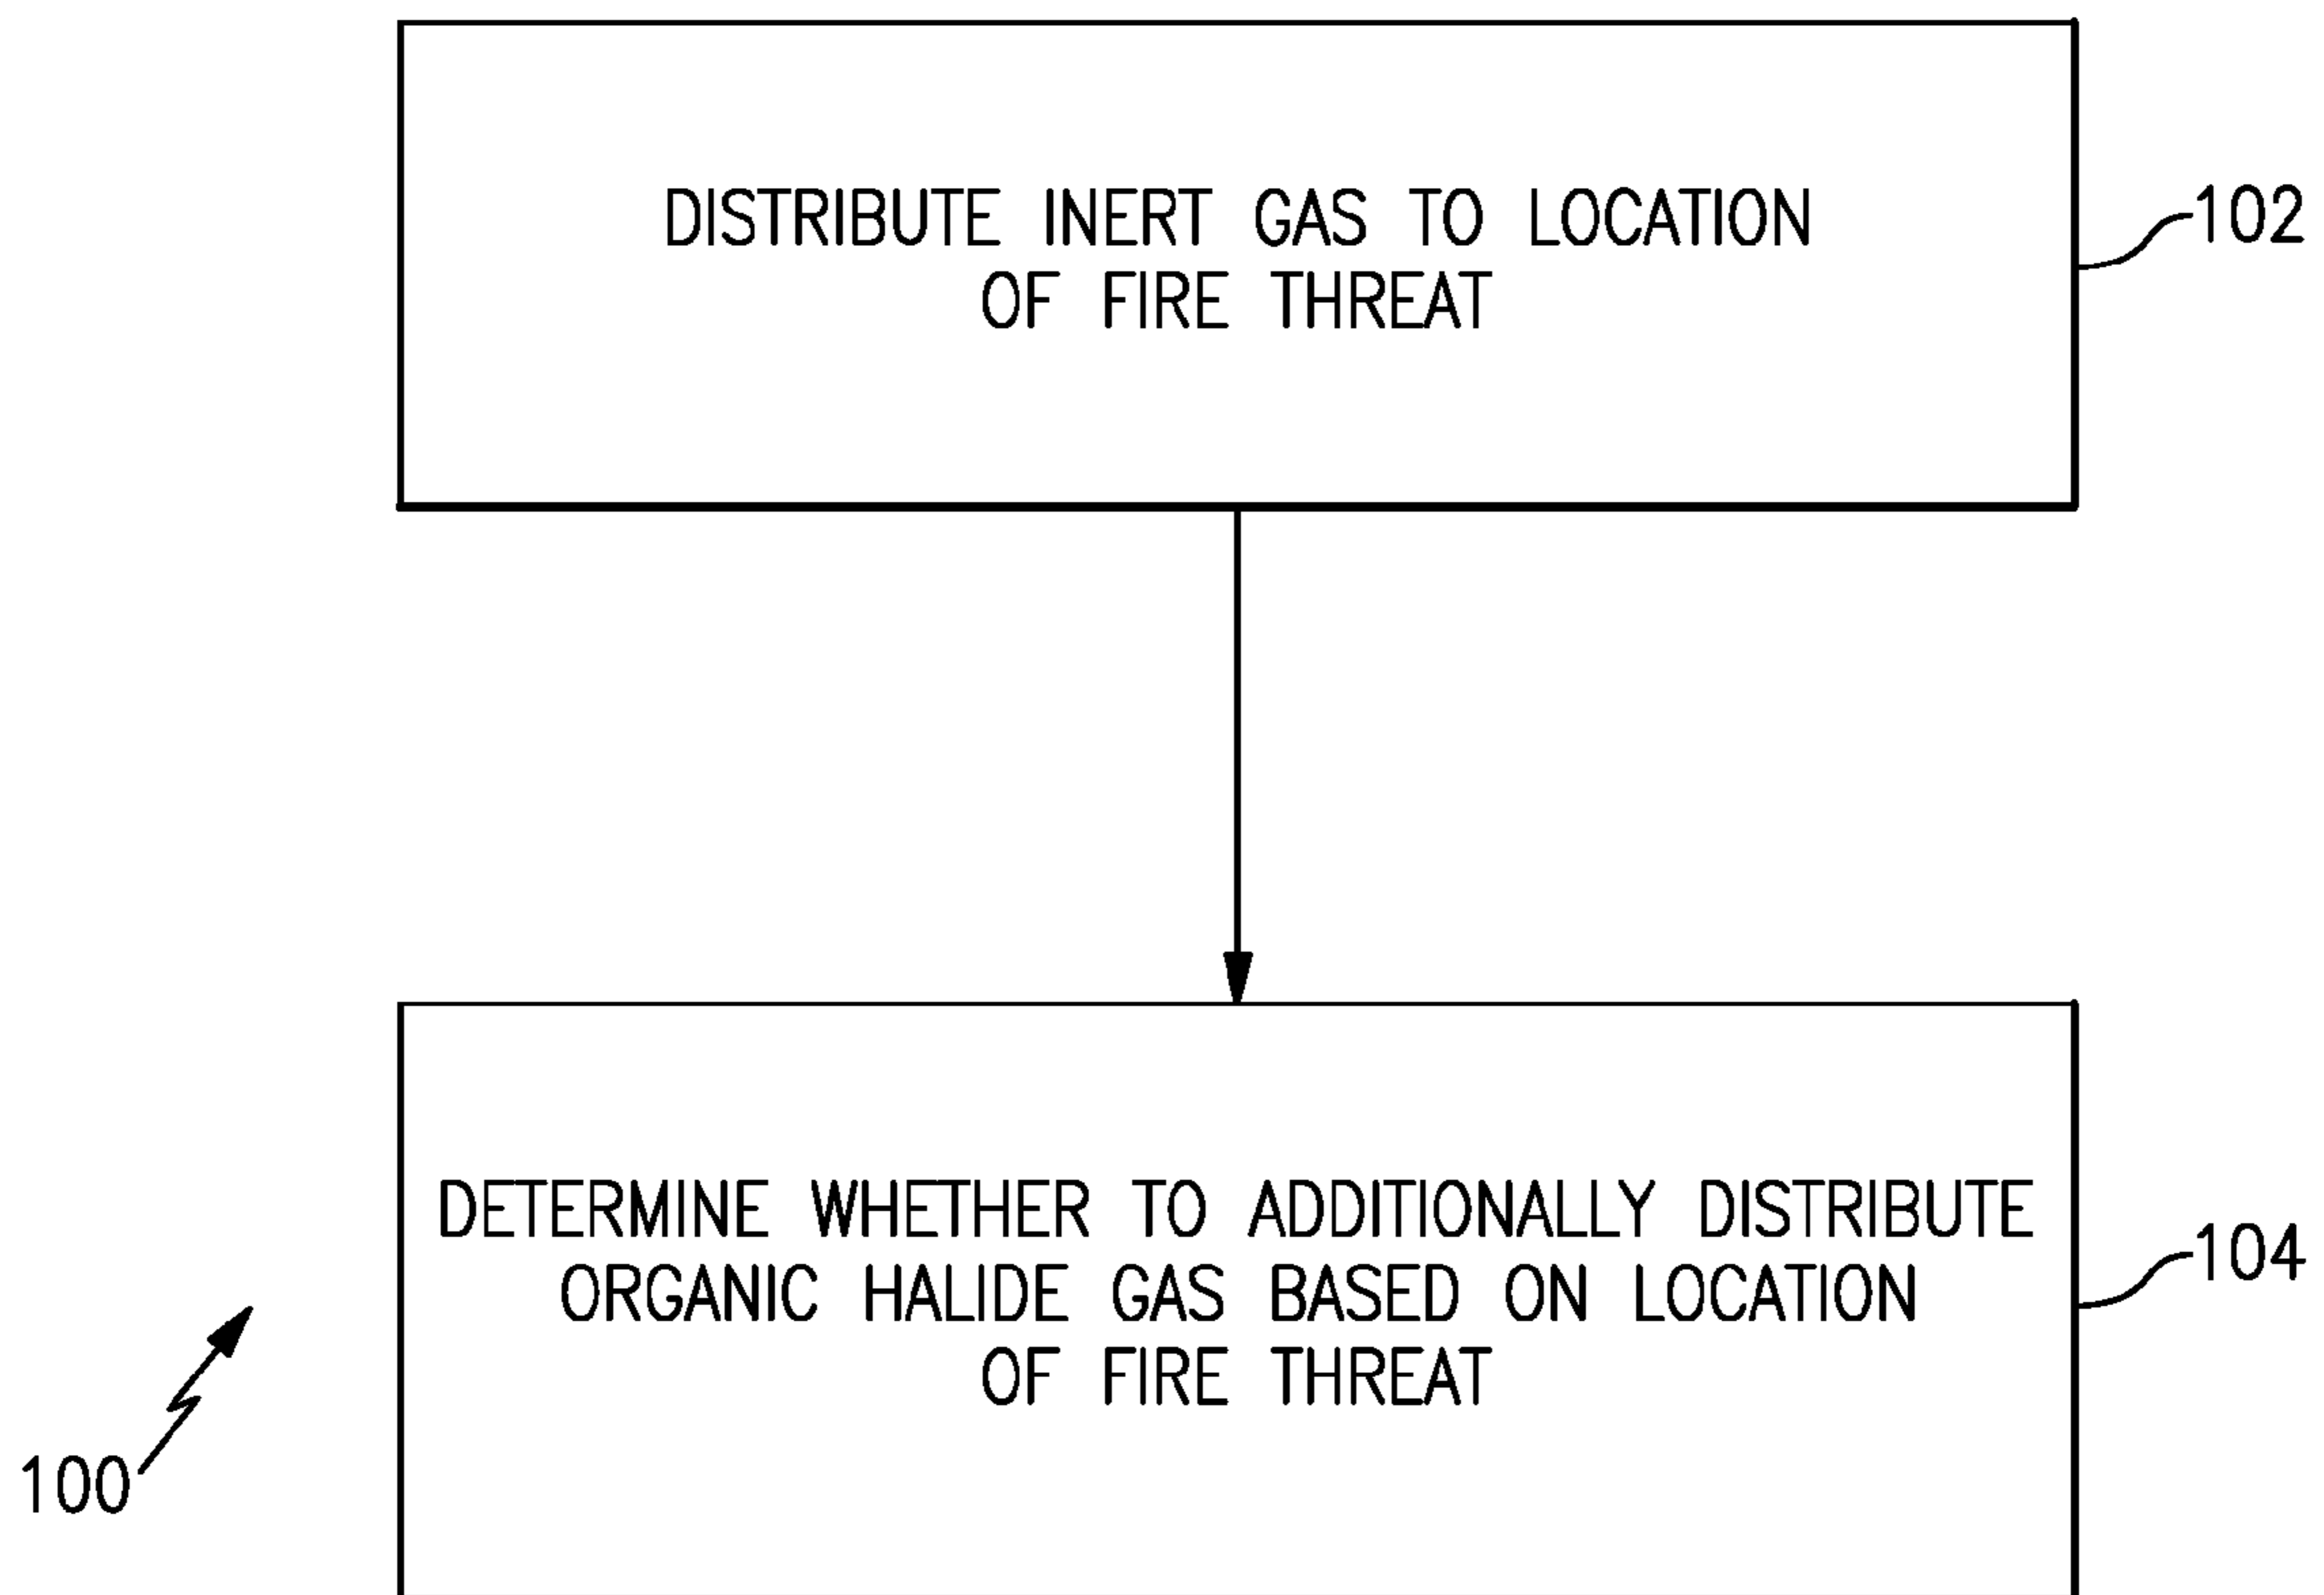 DISTRIBUTE INERT GAS TO LOCATION
OF FIRE THREAT
102
DETERMINE WHETHER TO ADDITIONALLY DISTRIBUTE
ORGANIC HALIDE GAS BASED ON LOCATION
OF FIRE THREAT
104
100